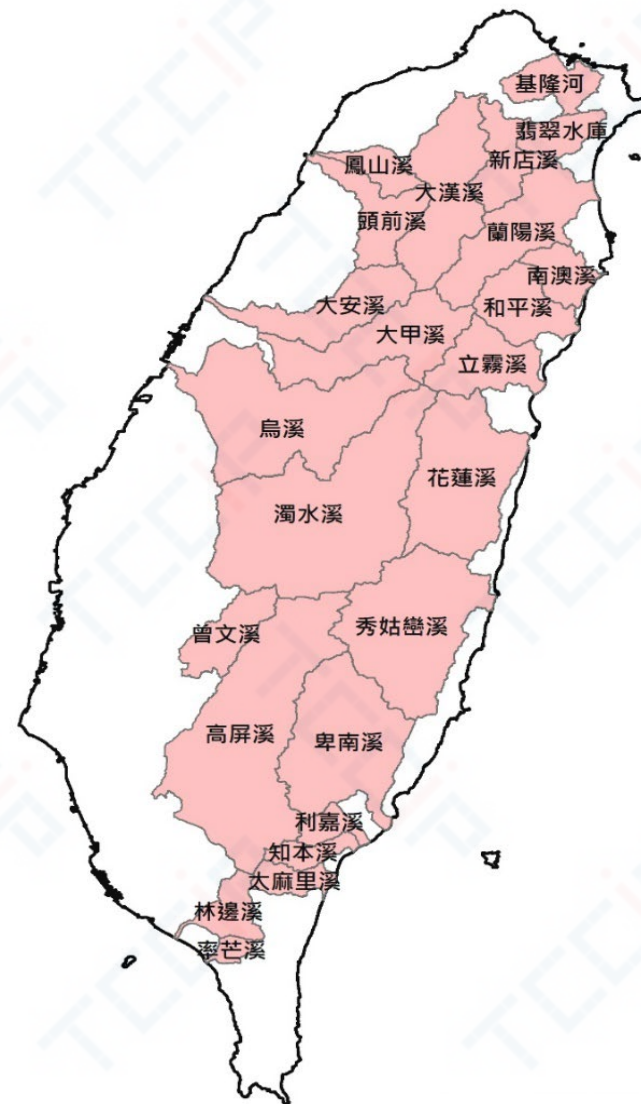 基隆河
翡翠水庫
新店溪
鳳山溪
大漢溪
頭前溪
蘭陽溪
南澳溪
大安溪
和平溪
大甲溪
立霧溪
烏溪
花蓮溪
濁水溪
曾文溪
秀姑巒溪
高屏溪
卑南溪
利嘉溪
知本溪
太麻里溪
林邊溪
率芒溪
TCCiP